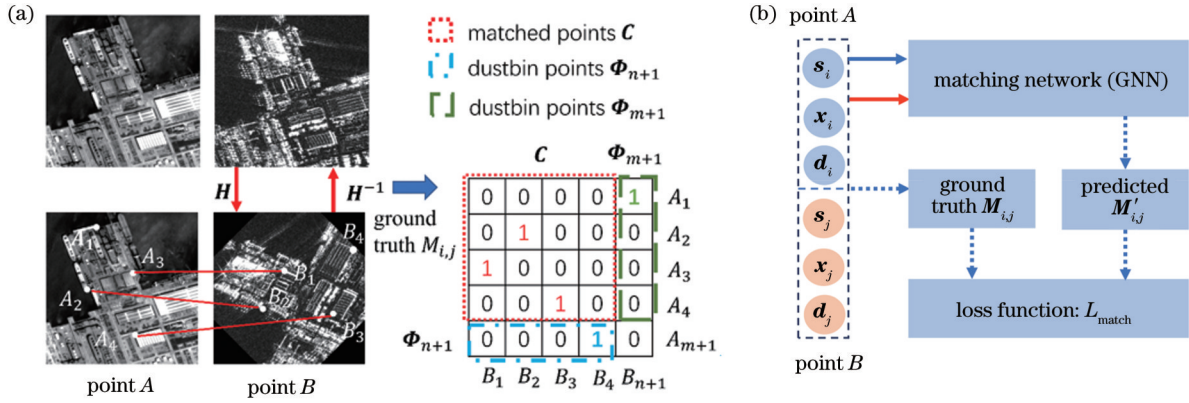 (a)
H
H⁻¹
A₁
A₃
A₂
A₄
B₄
B₁
B₂
B₃
point A
point B
matched points C
dustbin points Φₙ₊₁
dustbin points Φₘ₊₁
ground
truth Mᵢ,ⱼ
C Φₘ₊₁
0 0 0 0 1 A₁
0 1 0 0 0 A₂
1 0 0 0 0 A₃
0 0 1 0 0 A₄
Φₙ₊₁ 0 0 0 1 0 Aₘ₊₁
B₁ B₂ B₃ B₄ Bₙ₊₁
(b)
point A
sᵢ
xᵢ
dᵢ
sⱼ
xⱼ
dⱼ
point B
matching network (GNN)
ground
truth Mᵢ,ⱼ
predicted
M′ᵢ,ⱼ
loss function: Lmatch